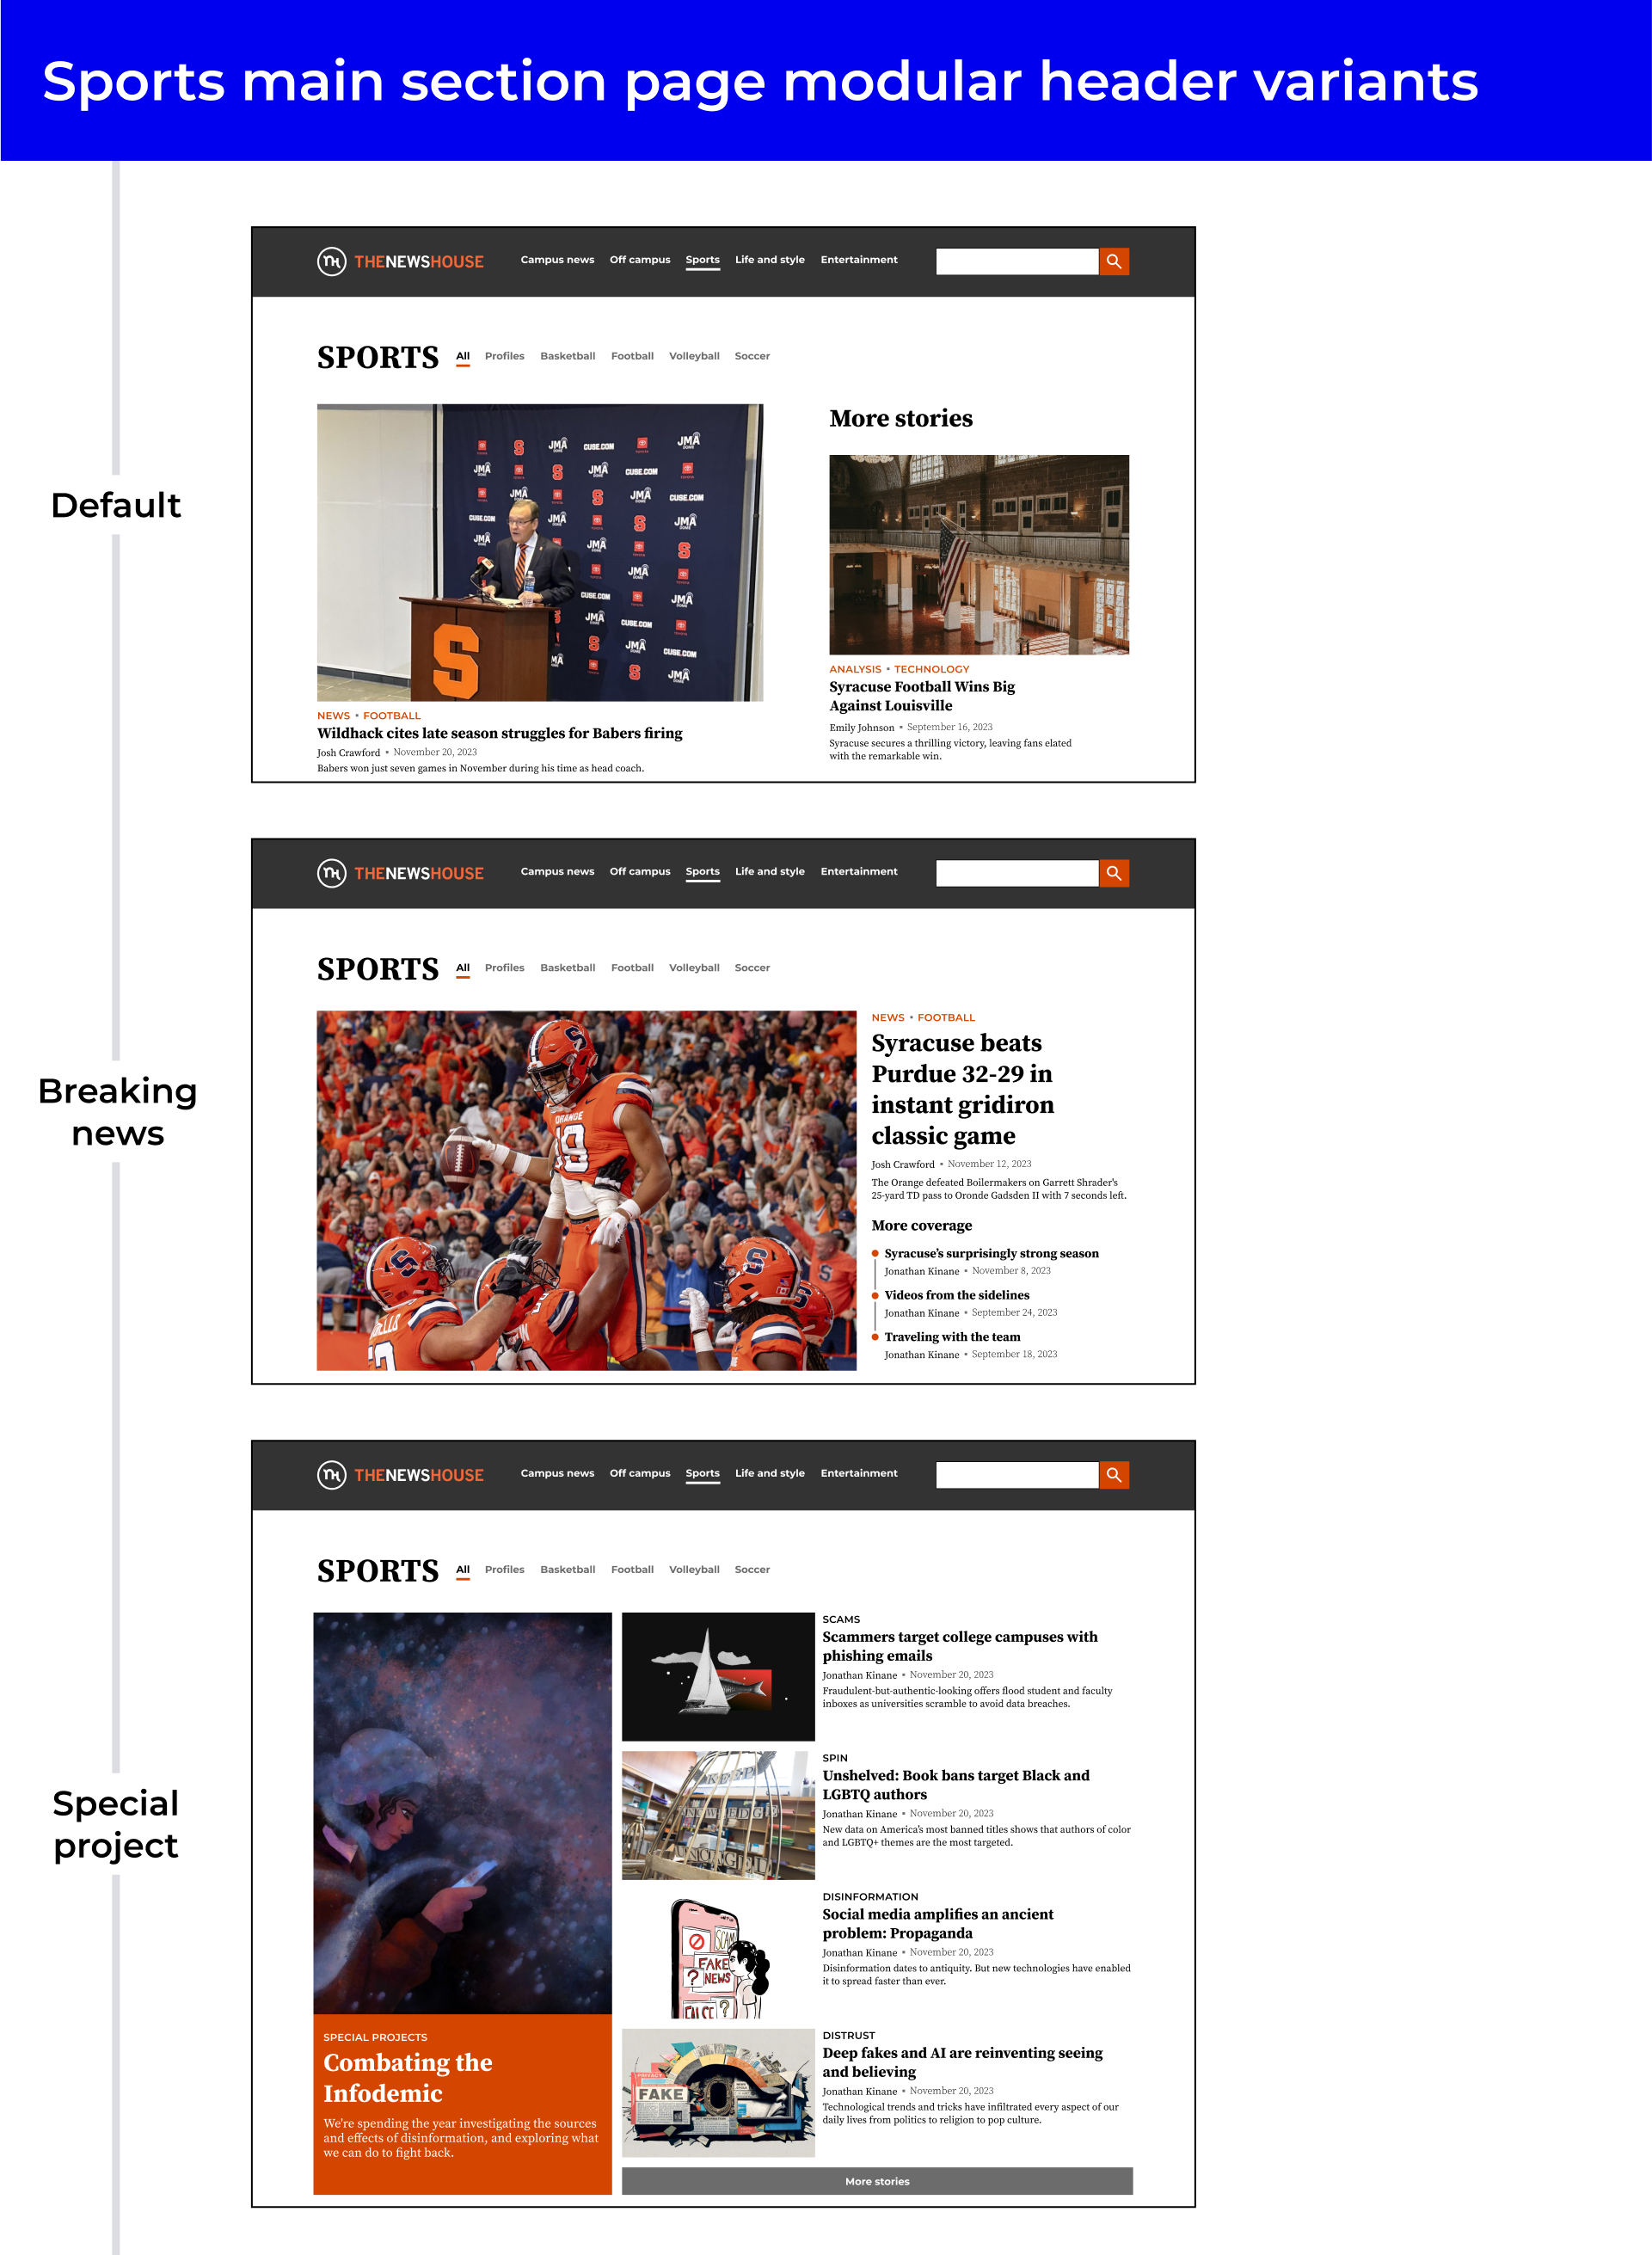 Sports main section page modular header variants
Default
THENEWSHOUSE
Campus news
Off campus
Sports
Life and style
Entertainment
SPORTS
All
Profiles
Basketball
Football
Volleyball
Soccer
JMA
CUSE.COM
S
NEWS • FOOTBALL
Wildhack cites late season struggles for Babers firing
Josh Crawford • November 20, 2023
Babers won just seven games in November during his time as head coach.
More stories
ANALYSIS • TECHNOLOGY
Syracuse Football Wins Big
Against Louisville
Emily Johnson • September 16, 2023
Syracuse secures a thrilling victory, leaving fans elated
with the remarkable win.
Breaking
news
THENEWSHOUSE
Campus news
Off campus
Sports
Life and style
Entertainment
SPORTS
All
Profiles
Basketball
Football
Volleyball
Soccer
ORANGE
19
NEWS • FOOTBALL
Syracuse beats
Purdue 32-29 in
instant gridiron
classic game
Josh Crawford • November 12, 2023
The Orange defeated Boilermakers on Garrett Shrader's
25-yard TD pass to Oronde Gadsden II with 7 seconds left.
More coverage
Syracuse’s surprisingly strong season
Jonathan Kinane • November 8, 2023
Videos from the sidelines
Jonathan Kinane • September 24, 2023
Traveling with the team
Jonathan Kinane • September 18, 2023
Special
project
THENEWSHOUSE
Campus news
Off campus
Sports
Life and style
Entertainment
SPORTS
All
Profiles
Basketball
Football
Volleyball
Soccer
SPECIAL PROJECTS
Combating the
Infodemic
We're spending the year investigating the sources
and effects of disinformation, and exploring what
we can do to fight back.
SCAMS
Scammers target college campuses with
phishing emails
Jonathan Kinane • November 20, 2023
Fraudulent-but-authentic-looking offers flood student and faculty
inboxes as universities scramble to avoid data breaches.
SPIN
Unshelved: Book bans target Black and
LGBTQ authors
Jonathan Kinane • November 20, 2023
New data on America's most banned titles shows that authors of color
and LGBTQ+ themes are the most targeted.
SCAM
FAKE
NEWS
?
FALSE
?
DISINFORMATION
Social media amplifies an ancient
problem: Propaganda
Jonathan Kinane • November 20, 2023
Disinformation dates to antiquity. But new technologies have enabled
it to spread faster than ever.
FAKE
DISTRUST
Deep fakes and AI are reinventing seeing
and believing
Jonathan Kinane • November 20, 2023
Technological trends and tricks have infiltrated every aspect of our
daily lives from politics to religion to pop culture.
More stories